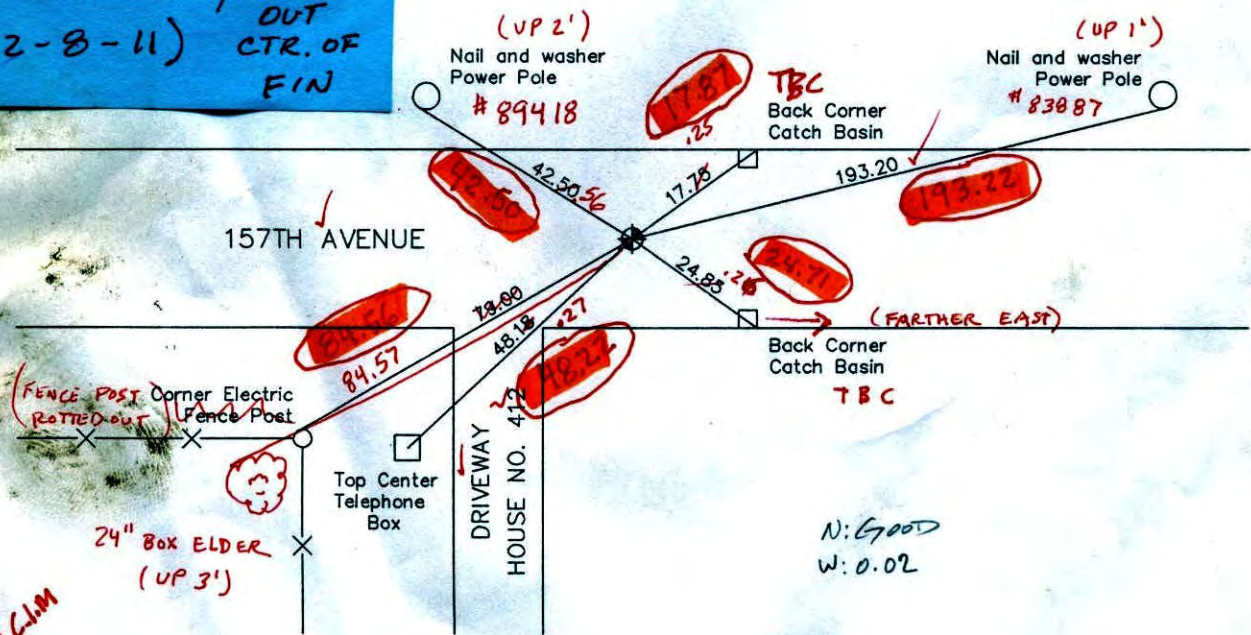 OUT
2-8-11) CTR. OF
FIN
(UP 2')
Nail and washer
Power Pole
# 89418
17.87
.25
TBC
Back Corner
Catch Basin
(UP 1')
Nail and washer
Power Pole
# 83887
42.50
42.50 .56
17.75
193.20
193.22
157TH AVENUE
24.85
24.71
(FARTHER EAST)
Back Corner
Catch Basin
TBC
84.56
78.00
84.57
48.18
.27
48.22
(FENCE POST
ROTTED OUT)
Corner Electric
Fence Post
Top Center
Telephone
Box
DRIVEWAY
HOUSE NO. 412
24" BOX ELDER
(UP 3')
N: GOOD
W: 0.02